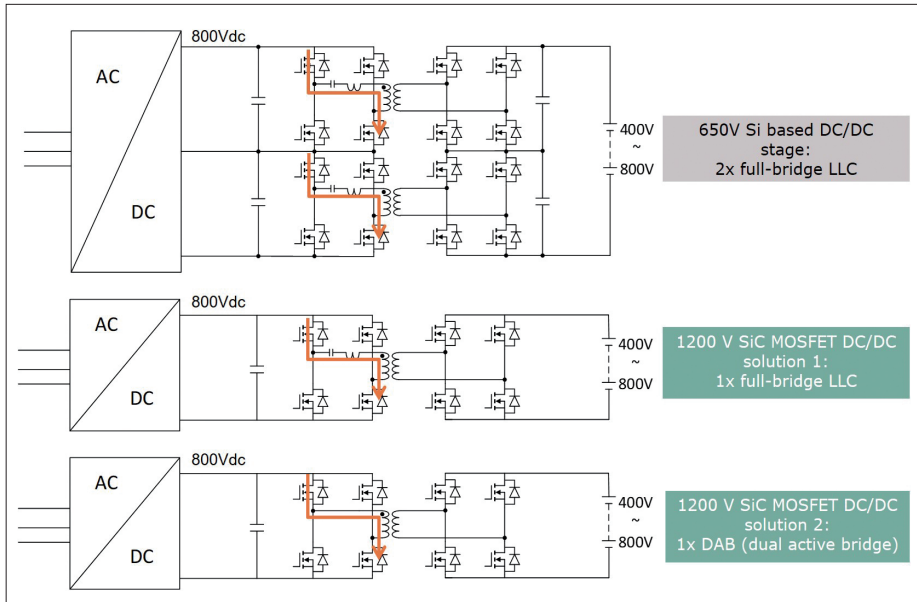 800Vdc
AC
DC
400V
~
800V
650V Si based DC/DC
stage:
2x full-bridge LLC
800Vdc
AC
DC
400V
~
800V
1200 V SiC MOSFET DC/DC
solution 1:
1x full-bridge LLC
800Vdc
AC
DC
400V
~
800V
1200 V SiC MOSFET DC/DC
solution 2:
1x DAB (dual active bridge)